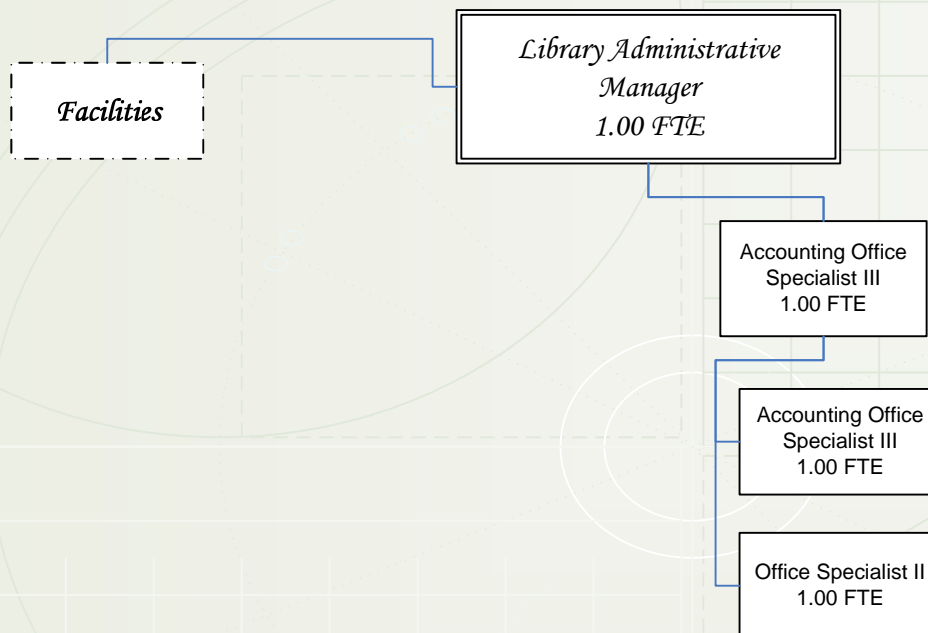 Library Administrative
Manager
1.00 FTE
Facilities
Accounting Office
Specialist III
1.00 FTE
Accounting Office
Specialist III
1.00 FTE
Office Specialist II
1.00 FTE